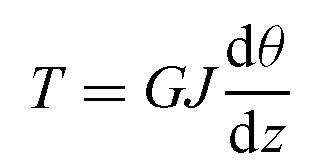 T = GJ dθ/dz